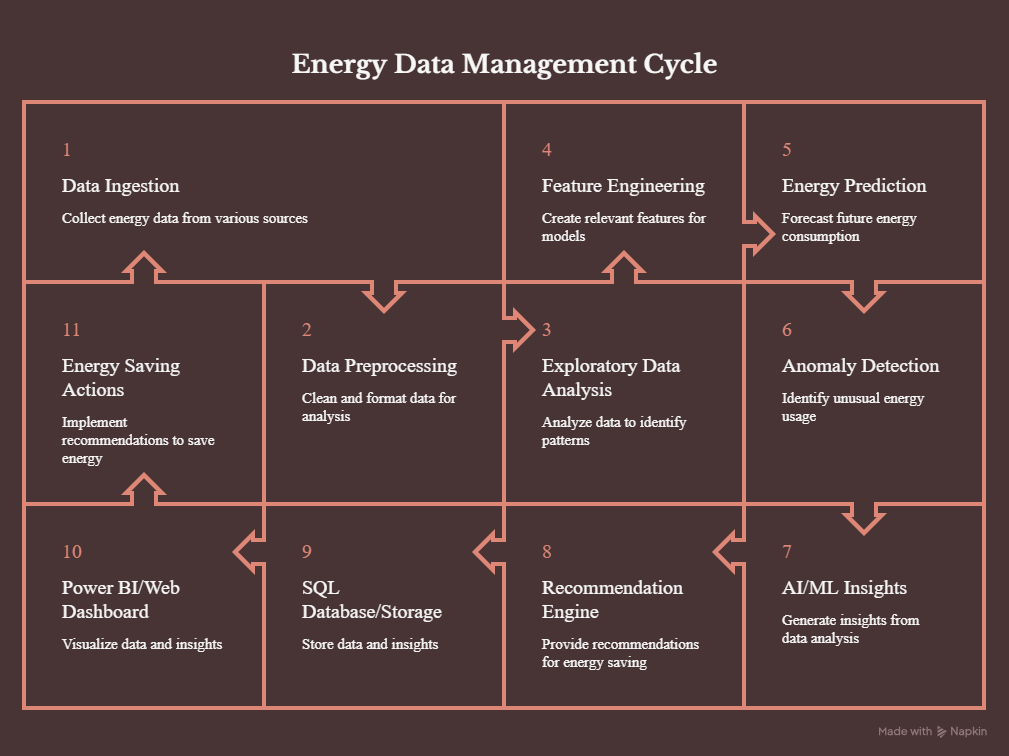 Energy Data Management Cycle
1
Data Ingestion
Collect energy data from various sources
4
Feature Engineering
Create relevant features for
models
5
Energy Prediction
Forecast future energy
consumption
11
Energy Saving
Actions
Implement
recommendations to save
energy
2
Data Preprocessing
Clean and format data for
analysis
3
Exploratory Data
Analysis
Analyze data to identify
patterns
6
Anomaly Detection
Identify unusual energy
usage
10
Power BI/Web
Dashboard
Visualize data and insights
9
SQL
Database/Storage
Store data and insights
8
Recommendation
Engine
Provide recommendations
for energy saving
7
AI/ML Insights
Generate insights from
data analysis
Made with Napkin